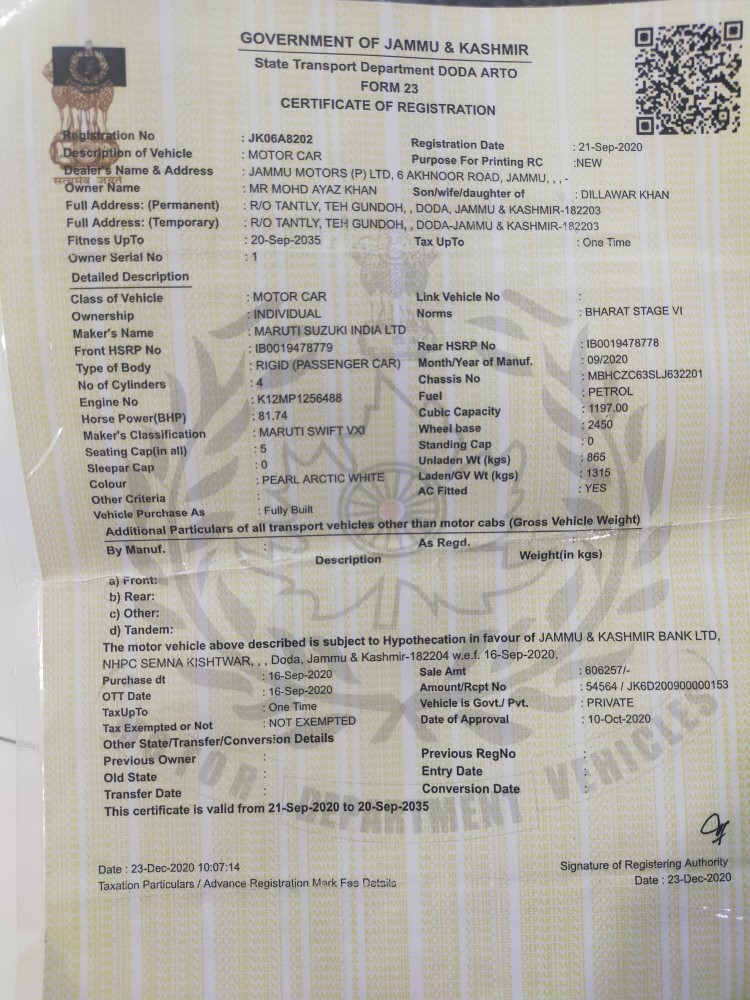 GOVERNMENT OF JAMMU & KASHMIR
State Transport Department DODA ARTO
FORM 23
CERTIFICATE OF REGISTRATION
सत्यमेव जयते
Registration No : JK06A8202 Registration Date : 21-Sep-2020
Description of Vehicle : MOTOR CAR Purpose For Printing RC :NEW
Dealer's Name & Address : JAMMU MOTORS (P) LTD, 6 AKHNOOR ROAD, JAMMU, , , -
Owner Name : MR MOHD AYAZ KHAN Son/wife/daughter of : DILLAWAR KHAN
Full Address: (Permanent) : R/O TANTLY, TEH GUNDOH, , DODA, JAMMU & KASHMIR-182203
Full Address: (Temporary) : R/O TANTLY, TEH GUNDOH, , DODA-JAMMU & KASHMIR-182203
Fitness UpTo : 20-Sep-2035 Tax UpTo : One Time
Owner Serial No : 1
Detailed Description
Class of Vehicle : MOTOR CAR Link Vehicle No :
Ownership : INDIVIDUAL Norms : BHARAT STAGE VI
Maker's Name : MARUTI SUZUKI INDIA LTD
Front HSRP No : IB0019478779 Rear HSRP No : IB0019478778
Type of Body : RIGID (PASSENGER CAR) Month/Year of Manuf. : 09/2020
No of Cylinders : 4 Chassis No : MBHCZC63SLJ632201
Engine No : K12MP1256488 Fuel : PETROL
Horse Power(BHP) : 81.74 Cubic Capacity : 1197.00
Maker's Classification : MARUTI SWIFT VXI Wheel base : 2450
Seating Cap(in all) : 5 Standing Cap : 0
Sleepar Cap : 0 Unladen Wt (kgs) : 865
Colour : PEARL ARCTIC WHITE Laden/GV Wt (kgs) : 1315
Other Criteria : AC Fitted : YES
Vehicle Purchase As : Fully Built
Additional Particulars of all transport vehicles other than motor cabs (Gross Vehicle Weight)
By Manuf. : As Regd. :
Description Weight(in kgs)
a) Front:
b) Rear:
c) Other:
d) Tandem:
The motor vehicle above described is subject to Hypothecation in favour of JAMMU & KASHMIR BANK LTD,
NHPC SEMNA KISHTWAR, , , Doda, Jammu & Kashmir-182204 w.e.f. 16-Sep-2020.
Purchase dt : 16-Sep-2020 Sale Amt : 606257/-
OTT Date : 16-Sep-2020 Amount/Rcpt No : 54564 / JK6D200900000153
TaxUpTo : One Time Vehicle is Govt./ Pvt. : PRIVATE
Tax Exempted or Not : NOT EXEMPTED Date of Approval : 10-Oct-2020
Other State/Transfer/Conversion Details
Previous Owner : Previous RegNo :
Old State : Entry Date :
Transfer Date : Conversion Date :
This certificate is valid from 21-Sep-2020 to 20-Sep-2035
MOTOR DEPARTMENT VEHICLES
Date : 23-Dec-2020 10:07:14 Signature of Registering Authority
Taxation Particulars / Advance Registration Mark Fee Details Date : 23-Dec-2020